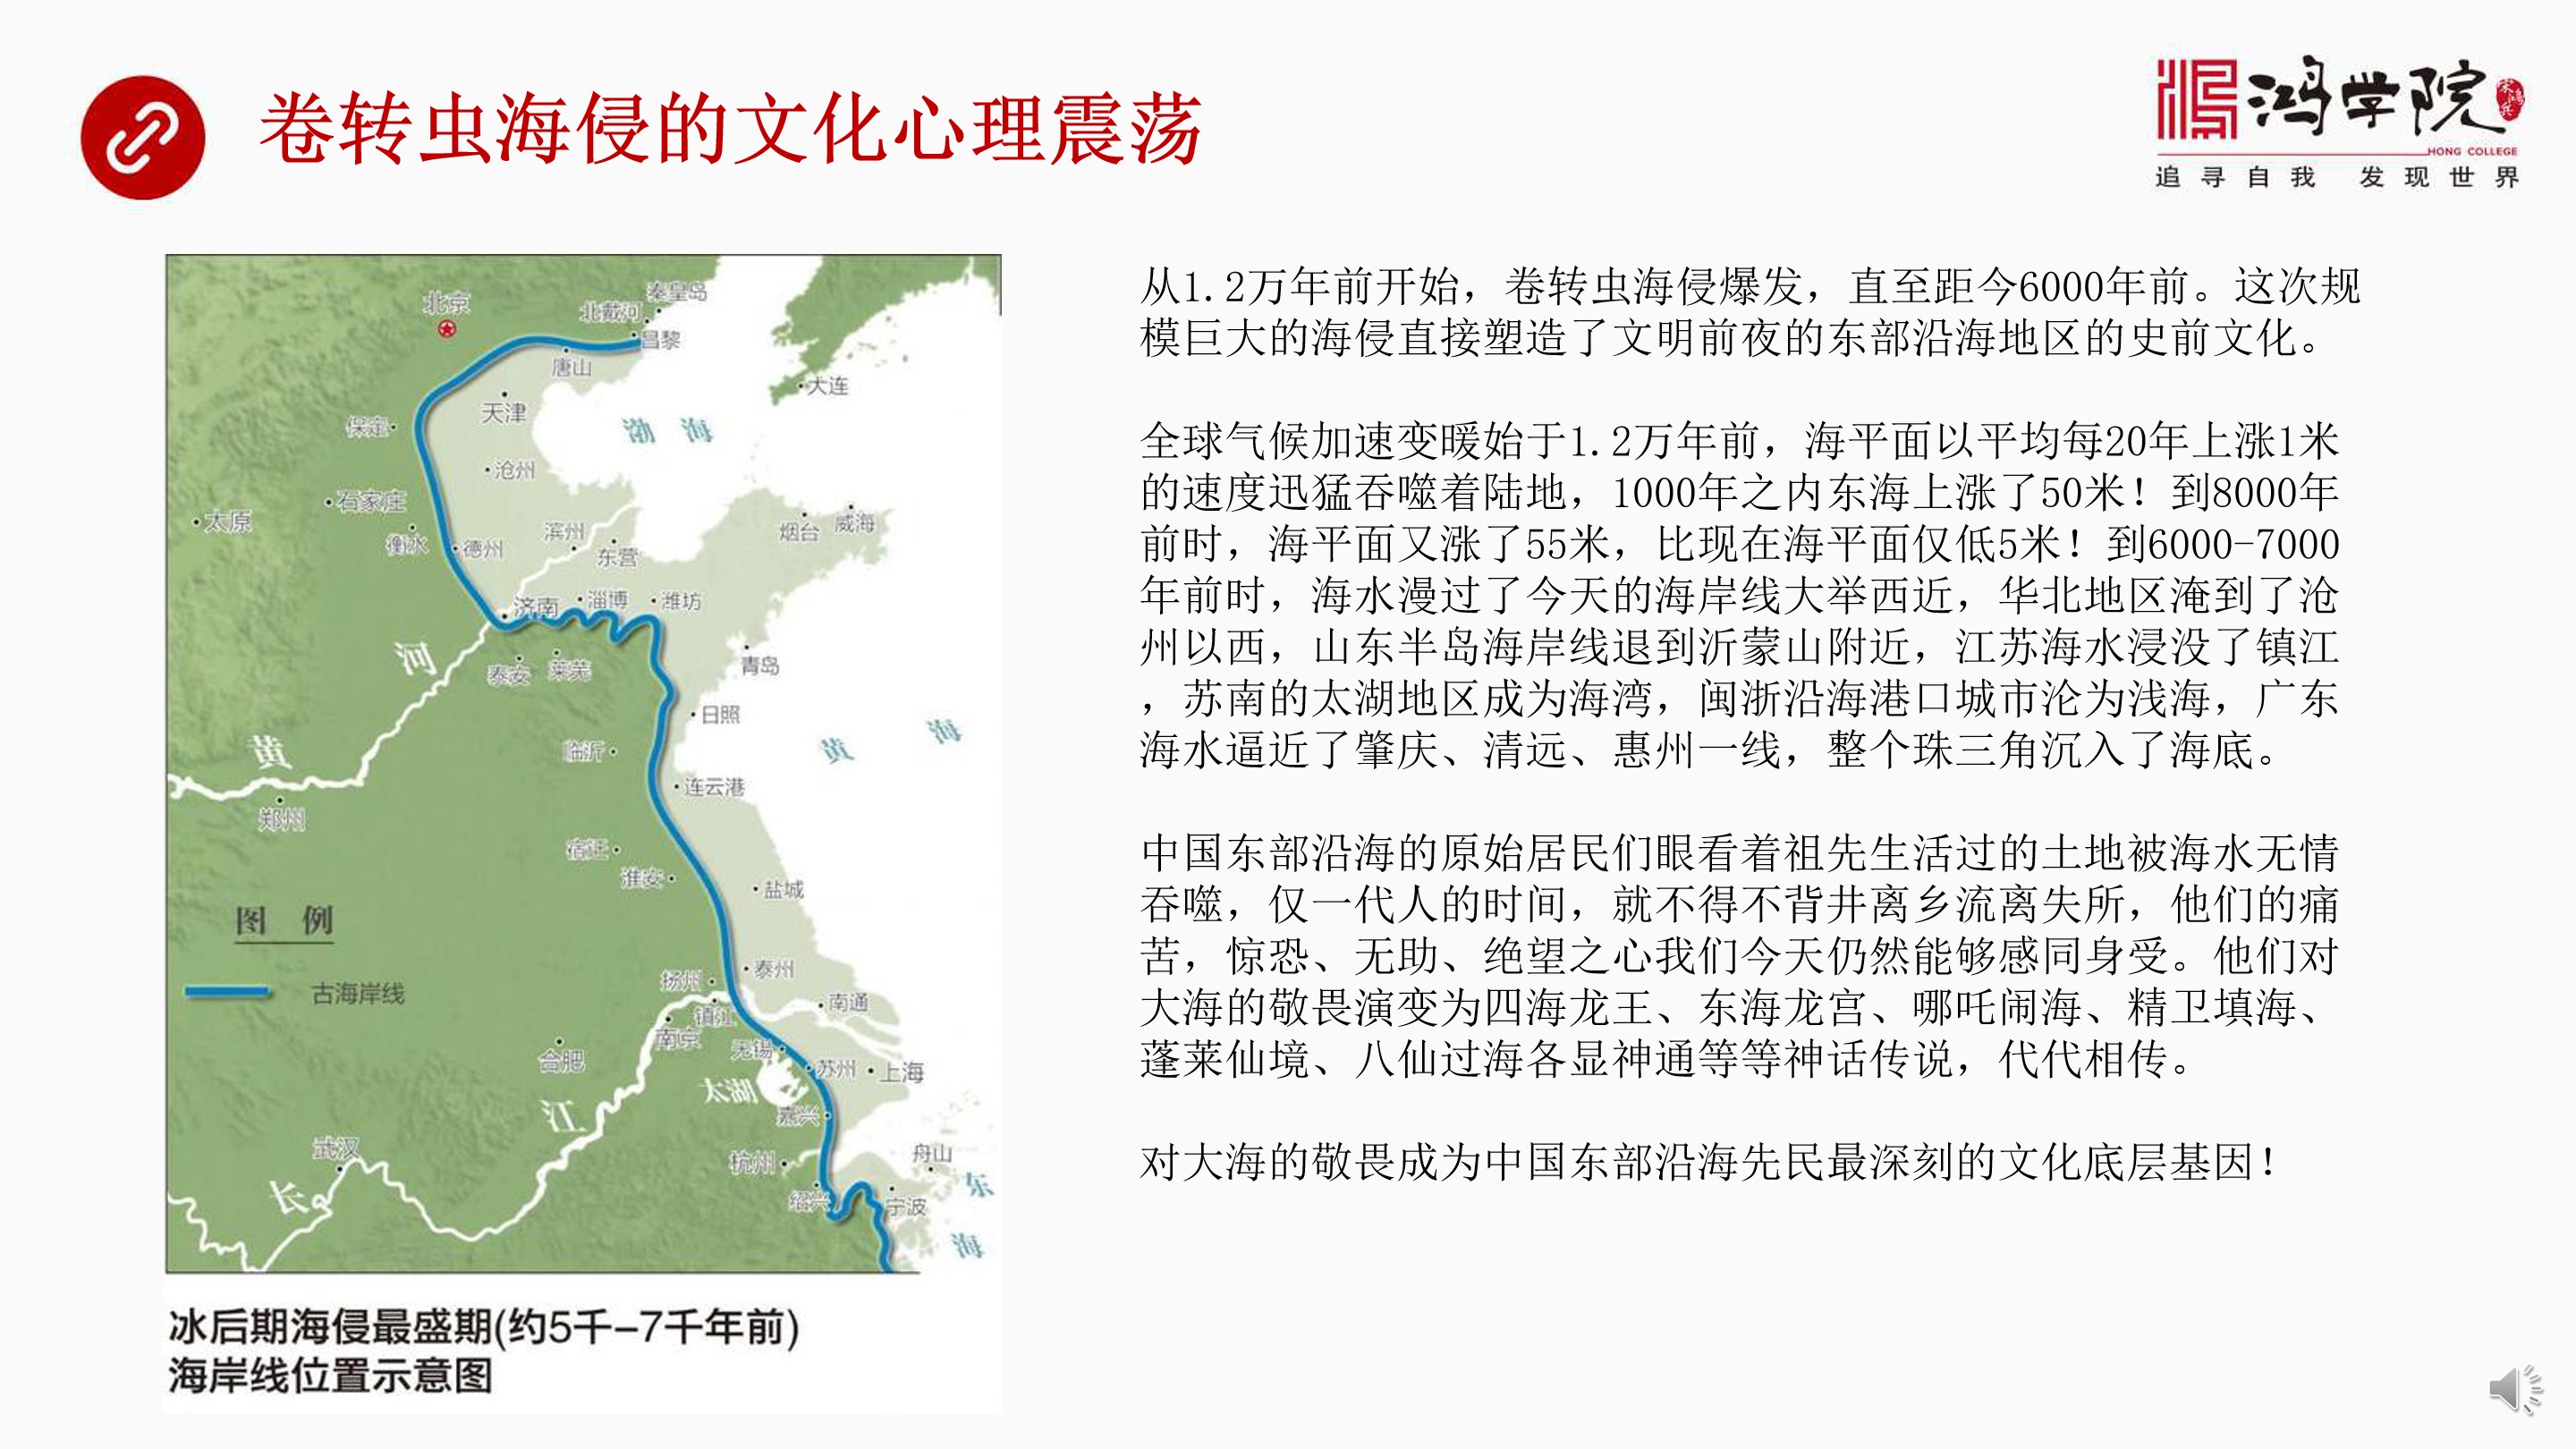 卷转虫海侵的文化心理震荡
鸿学院
HONG COLLEGE
追寻自我 发现世界
从1.2万年前开始，卷转虫海侵爆发，直至距今6000年前。这次规
模巨大的海侵直接塑造了文明前夜的东部沿海地区的史前文化。
全球气候加速变暖始于1.2万年前，海平面以平均每20年上涨1米
的速度迅猛吞噬着陆地，1000年之内东海上涨了50米！到8000年
前时，海平面又涨了55米，比现在海平面仅低5米！到6000-7000
年前时，海水漫过了今天的海岸线大举西近，华北地区淹到了沧
州以西，山东半岛海岸线退到沂蒙山附近，江苏海水浸没了镇江
，苏南的太湖地区成为海湾，闽浙沿海港口城市沦为浅海，广东
海水逼近了肇庆、清远、惠州一线，整个珠三角沉入了海底。
中国东部沿海的原始居民们眼看着祖先生活过的土地被海水无情
吞噬，仅一代人的时间，就不得不背井离乡流离失所，他们的痛
苦，惊恐、无助、绝望之心我们今天仍然能够感同身受。他们对
大海的敬畏演变为四海龙王、东海龙宫、哪吒闹海、精卫填海、
蓬莱仙境、八仙过海各显神通等等神话传说，代代相传。
对大海的敬畏成为中国东部沿海先民最深刻的文化底层基因！
秦皇岛
北京
北戴河
昌黎
唐山
大连
天津
保定
渤海
沧州
石家庄
太原
滨州
烟台
威海
衡水
德州
东营
济南
淄博
潍坊
河
泰安
莱芜
青岛
日照
黄
临沂
黄海
连云港
郑州
宿迁
淮安
盐城
图例
古海岸线
扬州
泰州
南通
镇江
南京
无锡
合肥
苏州
上海
太湖
江
嘉兴
武汉
杭州
舟山
长
绍兴
宁波
东海
冰后期海侵最盛期(约5千-7千年前)
海岸线位置示意图